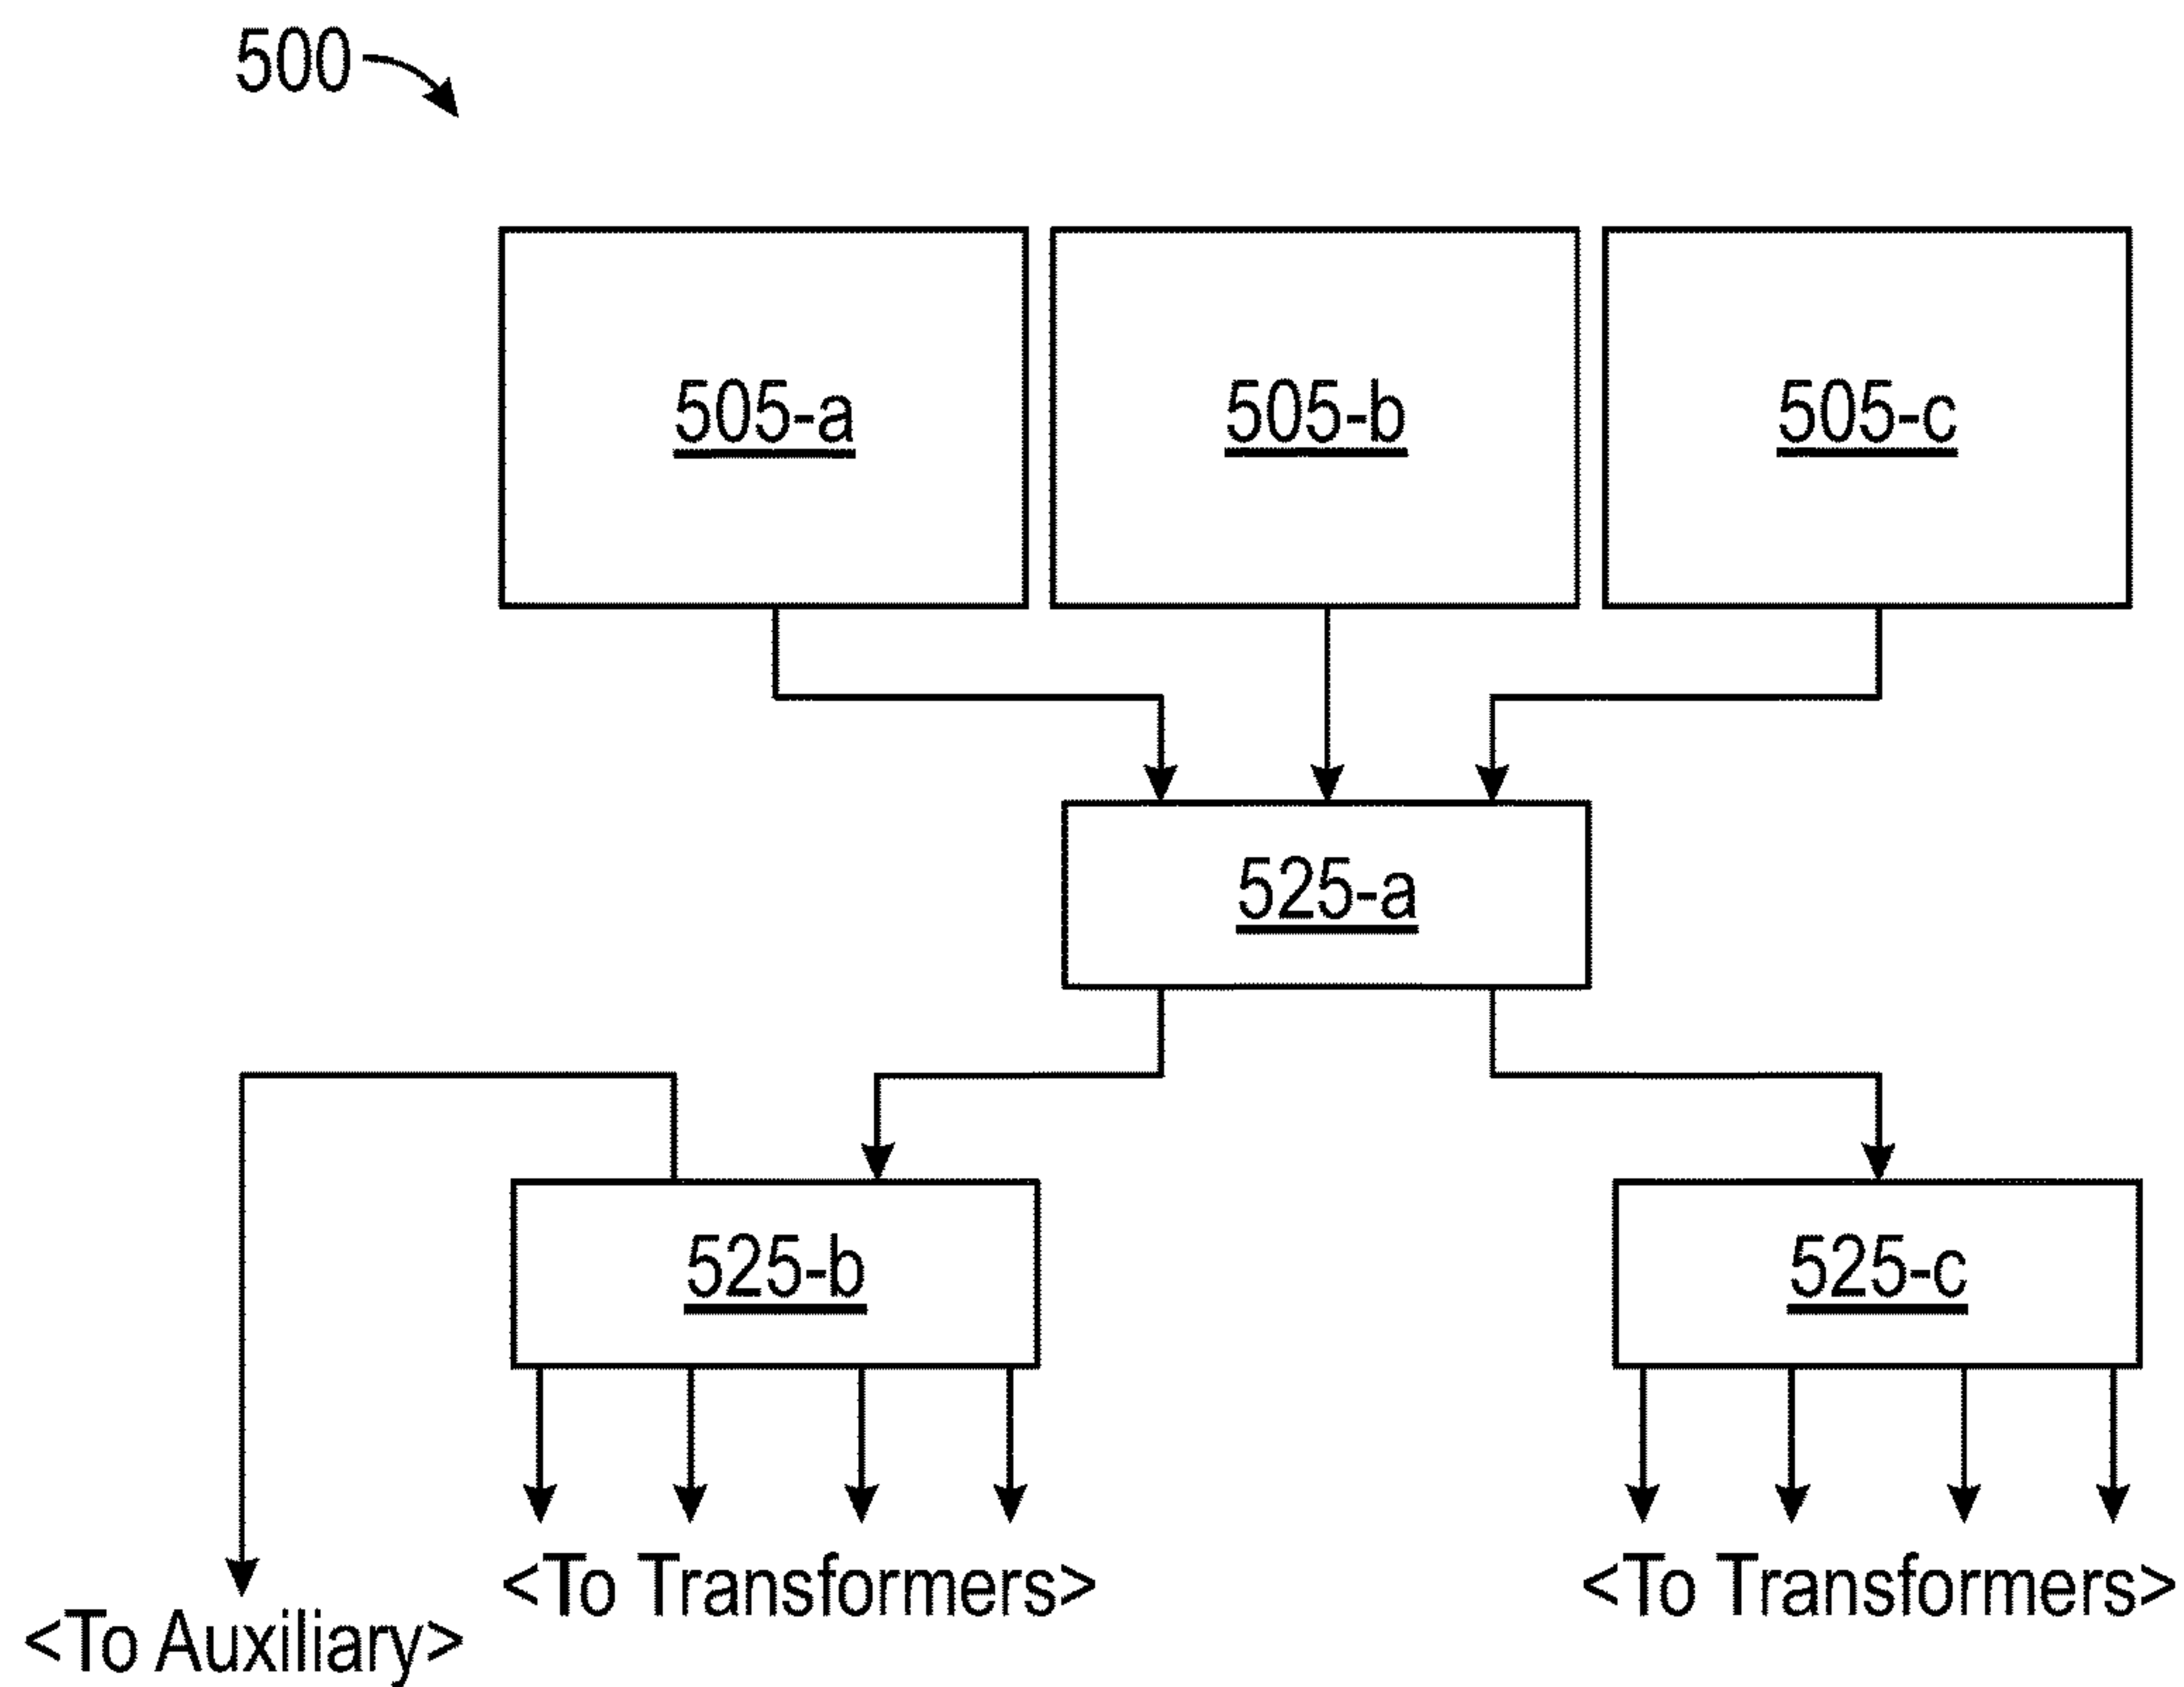 500
505-a
505-b
505-c
525-a
525-b
525-c
<To Transformers>
<To Transformers>
<To Auxiliary>